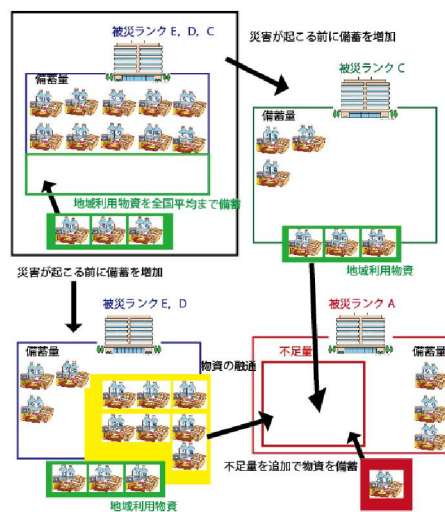 被災ランク E, D, C
備蓄量
地域利用物資を全国平均まで備蓄
災害が起こる前に備蓄を増加
被災ランク C
備蓄量
地域利用物資
災害が起こる前に備蓄を増加
被災ランク E, D
備蓄量
物資の融通
地域利用物資
被災ランク A
不足量
備蓄量
不足量を追加で物資を備蓄